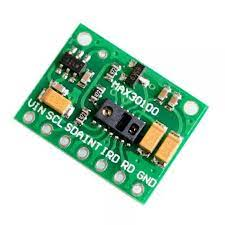 MAX30100
VIN SCL SDA INT IRD RD GND